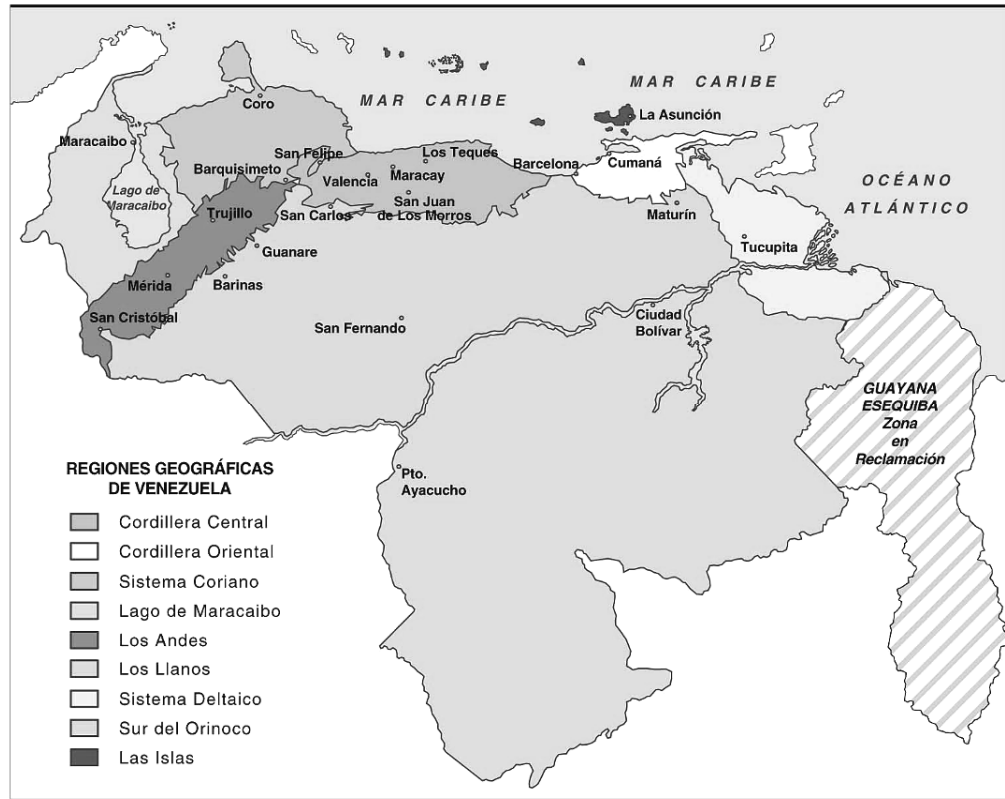 MAR CARIBE
MAR CARIBE
La Asunción
Coro
Maracaibo
San Felipe
Los Teques
Barcelona
Cumaná
Barquisimeto
Valencia
Maracay
OCÉANO
ATLÁNTICO
Lago de
Maracaibo
Trujillo
San Carlos
San Juan
de Los Morros
Maturín
Guanare
Tucupita
Mérida
Barinas
San Cristóbal
San Fernando
Ciudad
Bolívar
GUAYANA
ESEQUIBA
Zona
en
Reclamación
Pto.
Ayacucho
REGIONES GEOGRÁFICAS
DE VENEZUELA
Cordillera Central
Cordillera Oriental
Sistema Coriano
Lago de Maracaibo
Los Andes
Los Llanos
Sistema Deltaico
Sur del Orinoco
Las Islas